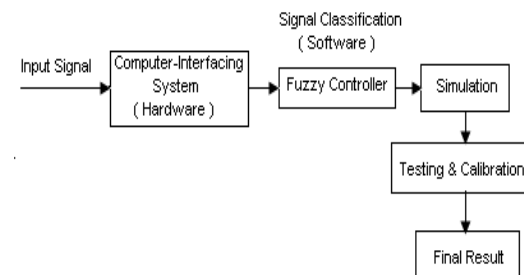 Signal Classification
( Software )
Input Signal
Computer-Interfacing
System
( Hardware )
Fuzzy Controller
Simulation
Testing & Calibration
Final Result